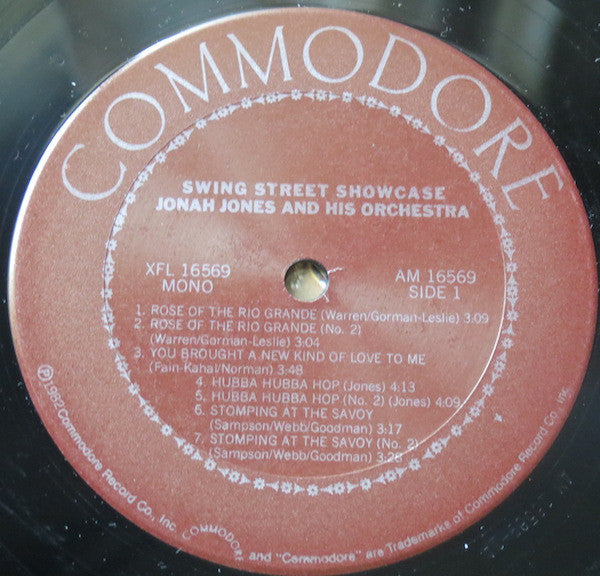 COMMODORE
SWING STREET SHOWCASE
JONAH JONES AND HIS ORCHESTRA
XFL 16569
MONO
AM 16569
SIDE 1
1. ROSE OF THE RIO GRANDE (Warren/Gorman-Leslie) 3:09
2. ROSE OF THE RIO GRANDE (No. 2)
(Warren/Gorman-Leslie) 3:04
3. YOU BROUGHT A NEW KIND OF LOVE TO ME
(Fain-Kahal/Norman) 3:48
4. HUBBA HUBBA HOP (Jones) 4:13
5. HUBBA HUBBA HOP (No. 2) (Jones) 4:09
6. STOMPING AT THE SAVOY
(Sampson/Webb/Goodman) 3:17
7. STOMPING AT THE SAVOY (No. 2)
(Sampson/Webb/Goodman) 3:28
Ⓟ 1982 Commodore Record Co., Inc. COMMODORE and "Commodore" are Trademarks of Commodore Record Co. Inc.